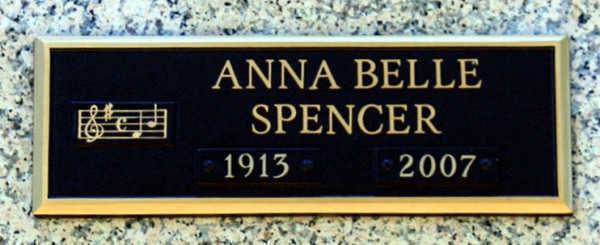 ANNA BELLE
SPENCER
1913 2007